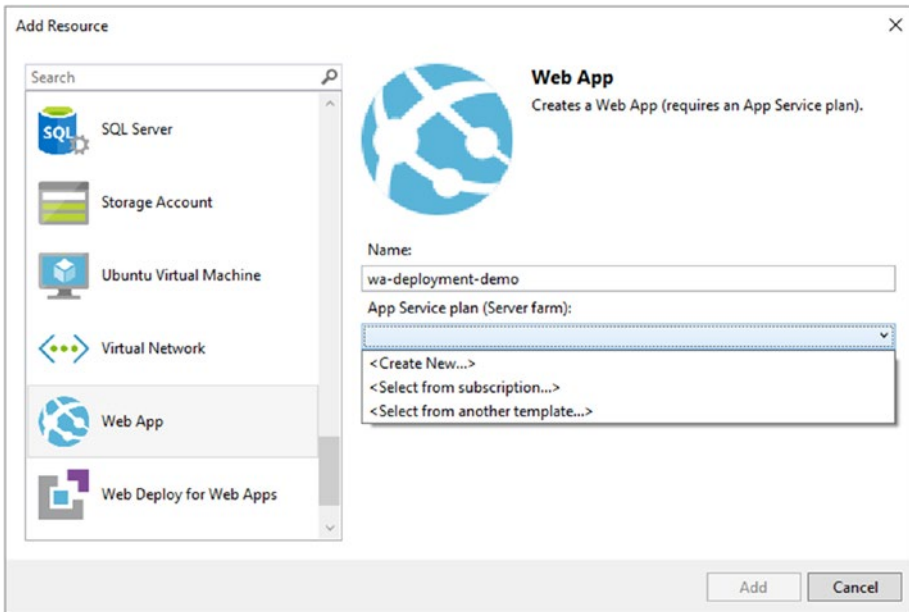 Add Resource
Search
SQL
SQL Server
Storage Account
Ubuntu Virtual Machine
Virtual Network
Web App
Web Deploy for Web Apps
Web App
Creates a Web App (requires an App Service plan).
Name:
wa-deployment-demo
App Service plan (Server farm):
<Create New...>
<Select from subscription...>
<Select from another template...>
Add
Cancel